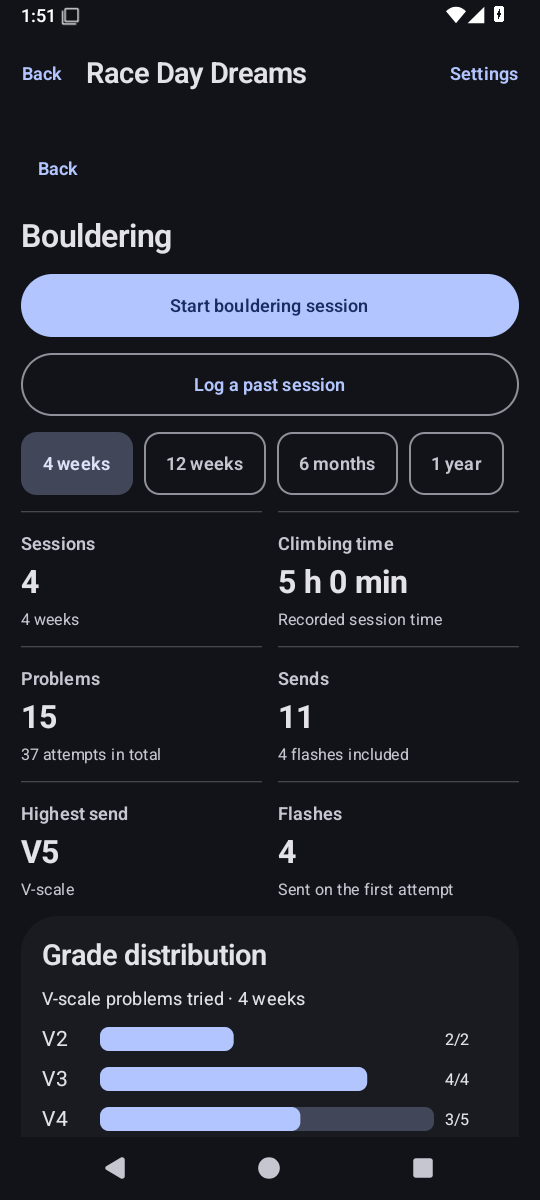 1:51
Back Race Day Dreams Settings
Back
Bouldering
Start bouldering session
Log a past session
4 weeks 12 weeks 6 months 1 year
Sessions Climbing time
4 5 h 0 min
4 weeks Recorded session time
Problems Sends
15 11
37 attempts in total 4 flashes included
Highest send Flashes
V5 4
V-scale Sent on the first attempt
Grade distribution
V-scale problems tried · 4 weeks
V2 2/2
V3 4/4
V4 3/5